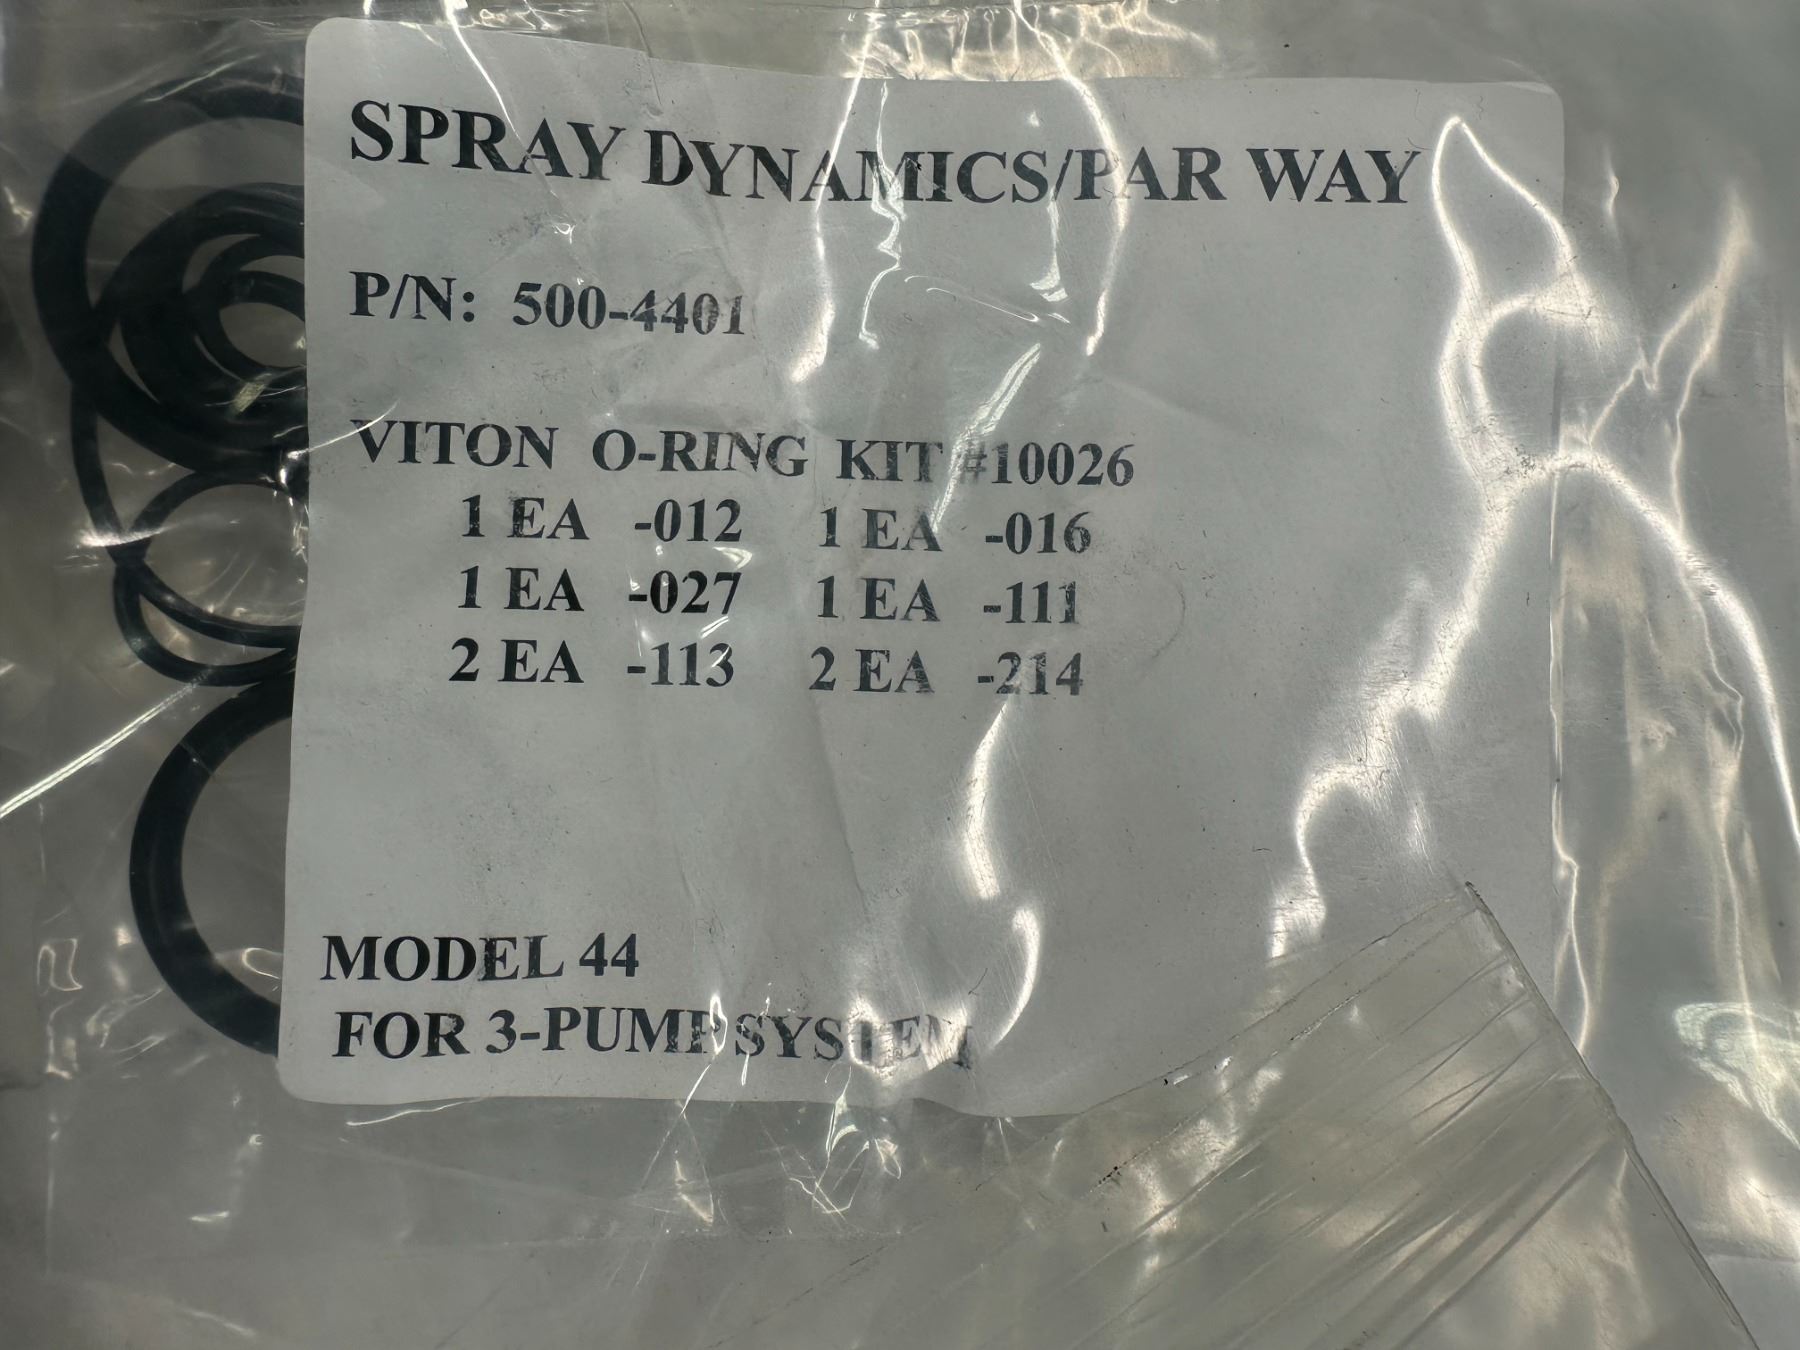 SPRAY DYNAMICS/PAR WAY
P/N: 500-4401
VITON O-RING KIT #10026
1 EA -012 1 EA -016
1 EA -027 1 EA -111
2 EA -113 2 EA -214
MODEL 44
FOR 3-PUMP SYSTEM